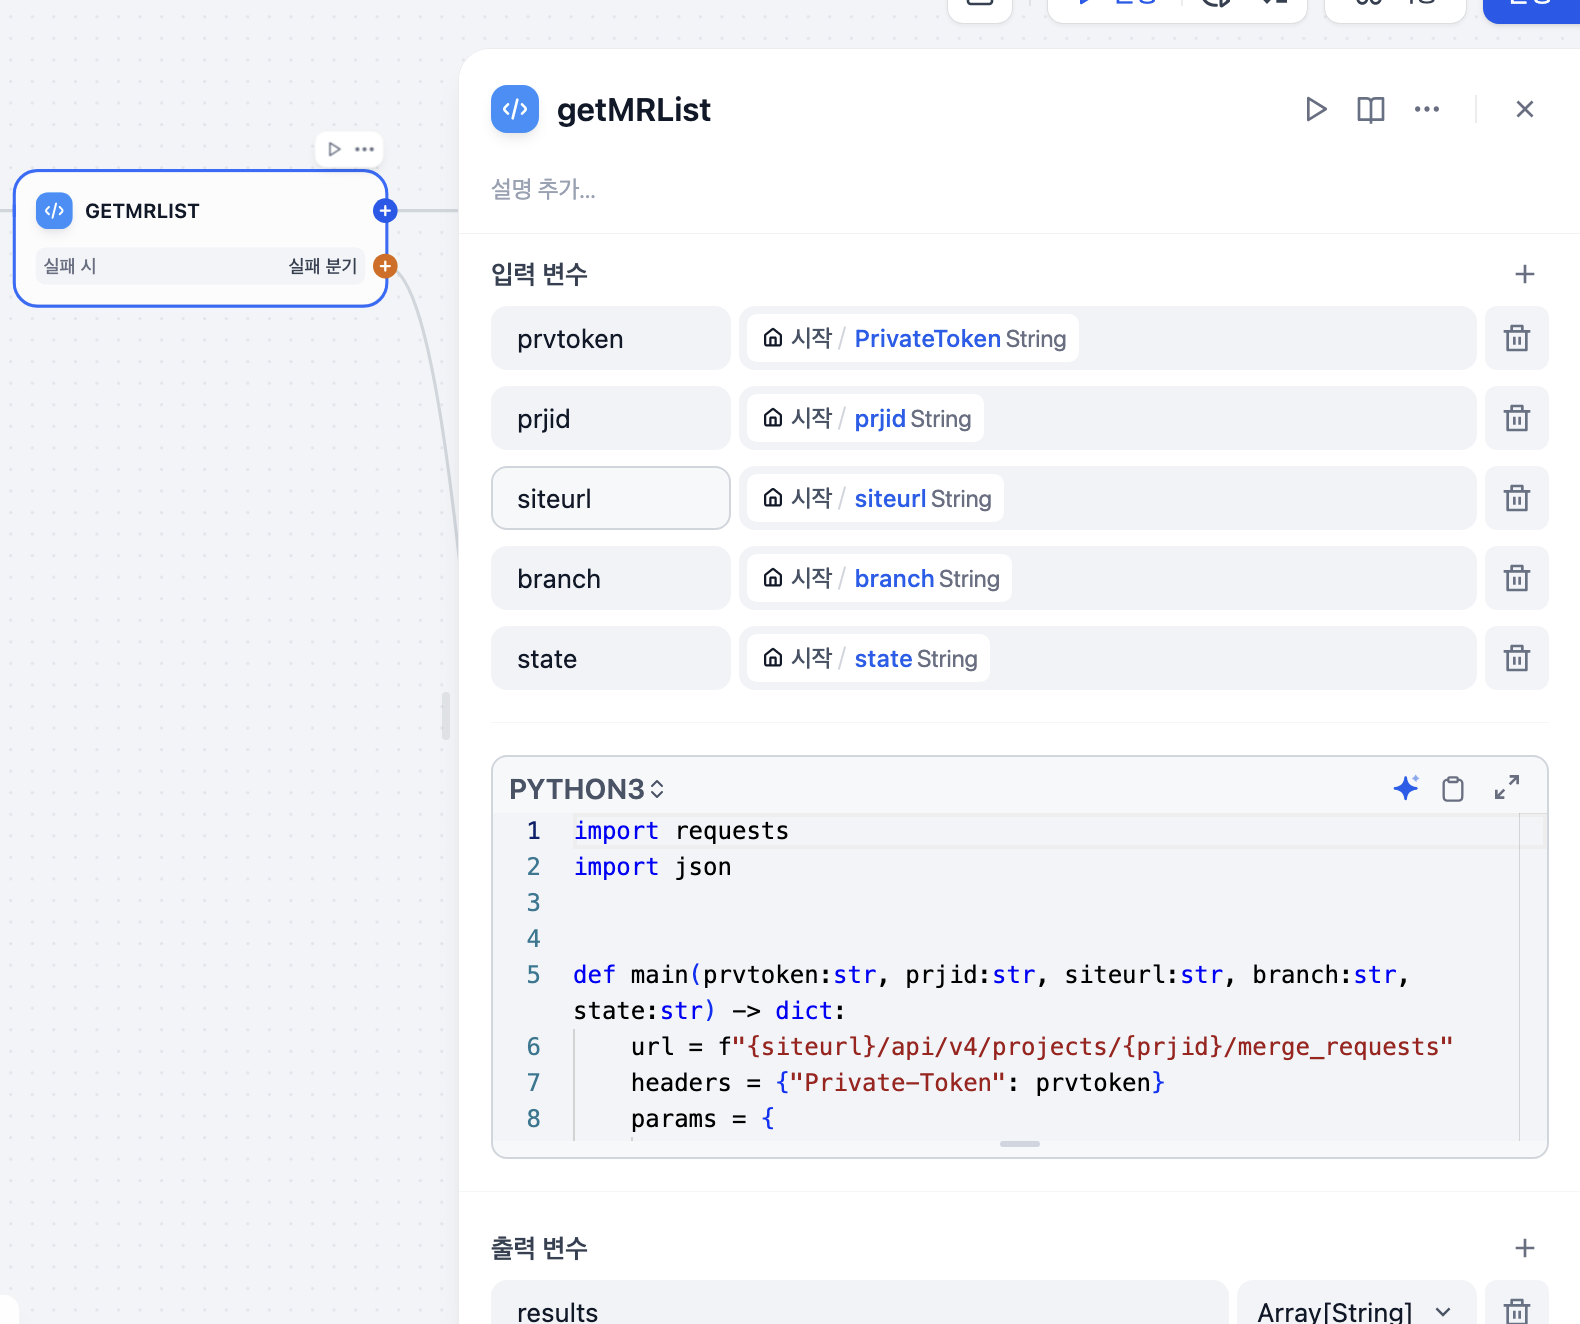 getMRList
설명 추가...
GETMRLIST
실패 시 실패 분기
입력 변수
prvtoken 시작 / PrivateToken String
prjid 시작 / prjid String
siteurl 시작 / siteurl String
branch 시작 / branch String
state 시작 / state String
PYTHON3
1 import requests
2 import json
3
4
5 def main(prvtoken:str, prjid:str, siteurl:str, branch:str,
state:str) -> dict:
6 url = f"{siteurl}/api/v4/projects/{prjid}/merge_requests"
7 headers = {"Private-Token": prvtoken}
8 params = {
출력 변수
results Array[String]